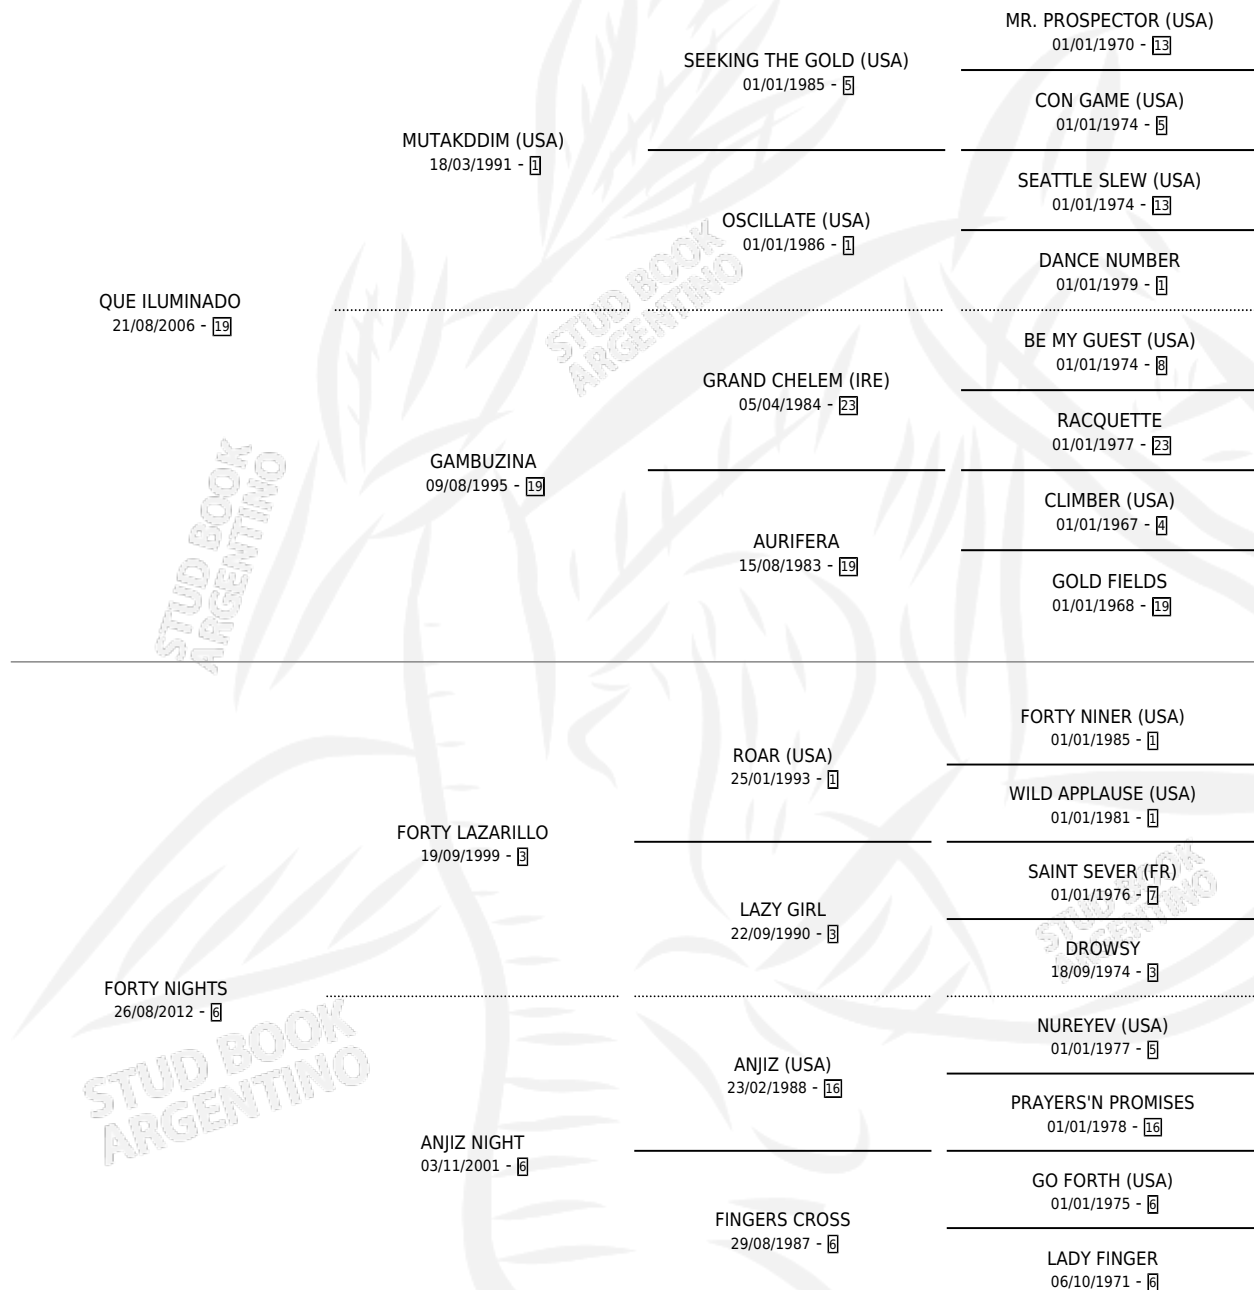 MR. PROSPECTOR (USA)
01/01/1970 - 13
SEEKING THE GOLD (USA)
01/01/1985 - 5
CON GAME (USA)
01/01/1974 - 5
MUTAKDDIM (USA)
18/03/1991 - 1
SEATTLE SLEW (USA)
01/01/1974 - 13
OSCILLATE (USA)
01/01/1986 - 1
DANCE NUMBER
01/01/1979 - 1
QUE ILUMINADO
21/08/2006 - 19
STUD BOOK
ARGENTINO
BE MY GUEST (USA)
01/01/1974 - 8
GRAND CHELEM (IRE)
05/04/1984 - 23
RACQUETTE
01/01/1977 - 23
GAMBUZINA
09/08/1995 - 19
CLIMBER (USA)
01/01/1967 - 4
AURIFERA
15/08/1983 - 19
GOLD FIELDS
01/01/1968 - 19
STUD BOOK
ARGENTINO
FORTY NINER (USA)
01/01/1985 - 1
ROAR (USA)
25/01/1993 - 1
WILD APPLAUSE (USA)
01/01/1981 - 1
FORTY LAZARILLO
19/09/1999 - 3
SAINT SEVER (FR)
01/01/1976 - 7
LAZY GIRL
22/09/1990 - 3
STUD BOOK
ARGENTINO
DROWSY
18/09/1974 - 3
FORTY NIGHTS
26/08/2012 - 6
STUD BOOK
ARGENTINO
NUREYEV (USA)
01/01/1977 - 5
ANJIZ (USA)
23/02/1988 - 16
PRAYERS'N PROMISES
01/01/1978 - 16
ANJIZ NIGHT
03/11/2001 - 6
GO FORTH (USA)
01/01/1975 - 6
FINGERS CROSS
29/08/1987 - 6
LADY FINGER
06/10/1971 - 6